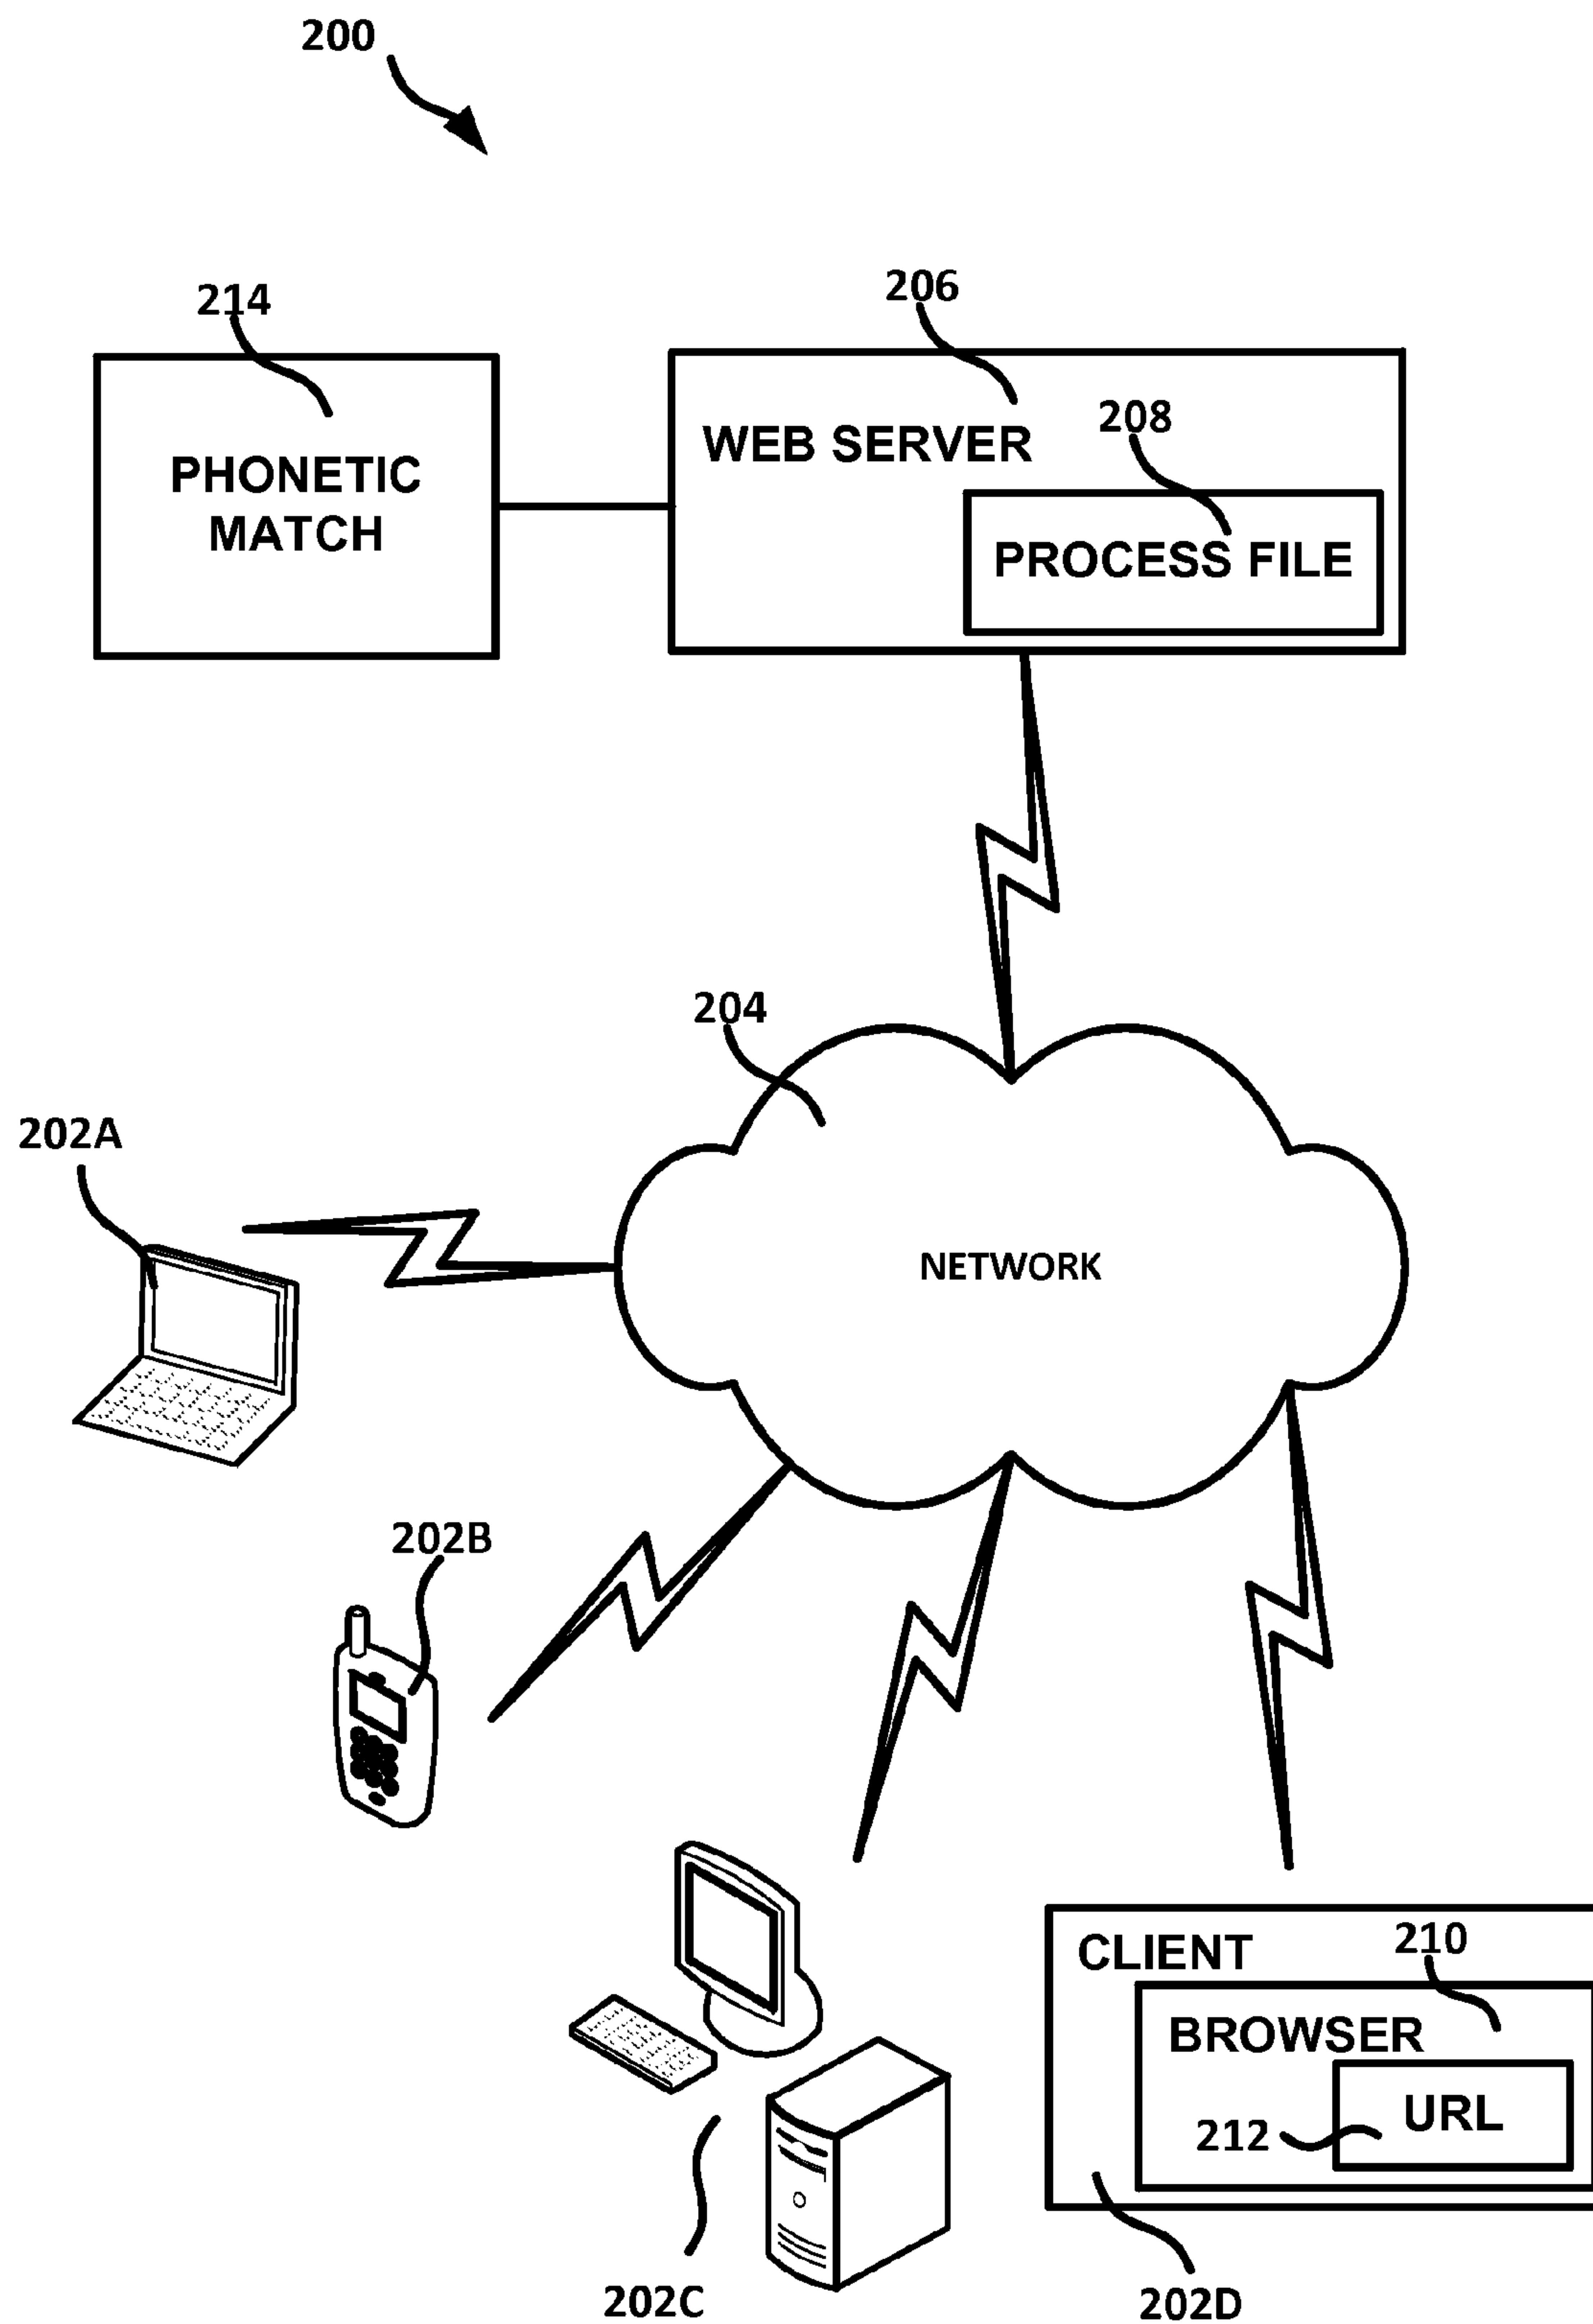 200
214
206
PHONETIC
MATCH
WEB SERVER
208
PROCESS FILE
204
202A
NETWORK
202B
CLIENT
210
BROWSER
URL
212
202C
202D